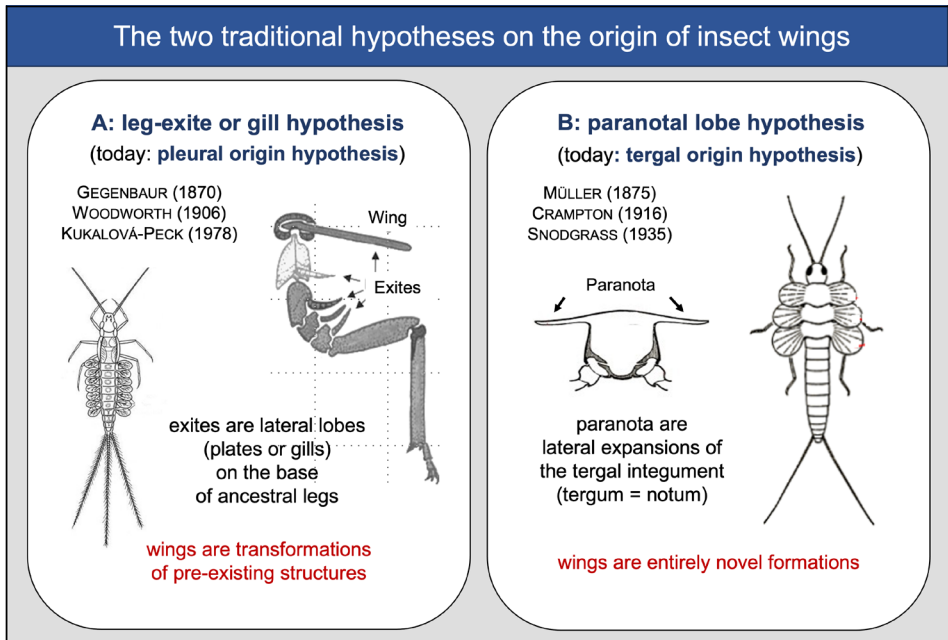 The two traditional hypotheses on the origin of insect wings
A: leg-exite or gill hypothesis
(today: pleural origin hypothesis)
GEGENBAUR (1870)
WOODWORTH (1906)
KUKALOVÁ-PECK (1978)
Wing
Exites
exites are lateral lobes
(plates or gills)
on the base
of ancestral legs
wings are transformations
of pre-existing structures
B: paranotal lobe hypothesis
(today: tergal origin hypothesis)
MÜLLER (1875)
CRAMPTON (1916)
SNODGRASS (1935)
Paranota
paranota are
lateral expansions of
the tergal integument
(tergum = notum)
wings are entirely novel formations